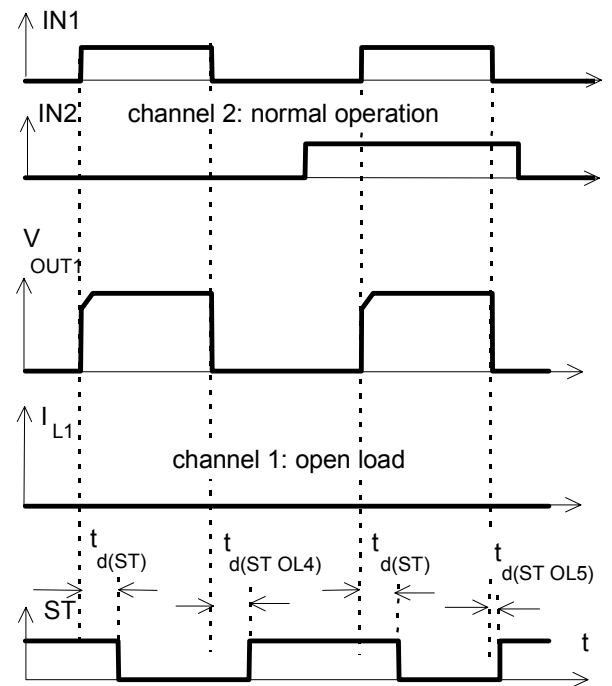 IN1
IN2
channel 2: normal operation
V
OUT1
I L1
channel 1: open load
t d(ST)
t d(ST OL4)
t d(ST)
t d(ST OL5)
ST
t